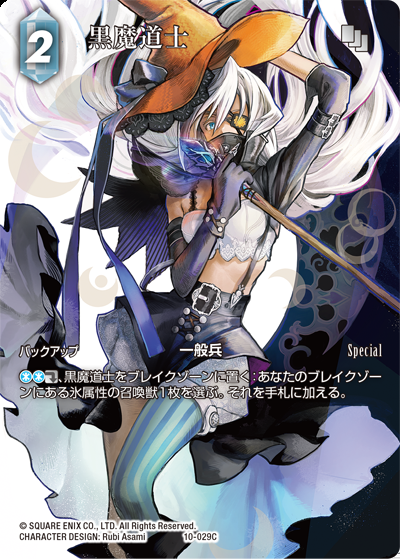 2
黒魔道士
バックアップ 一般兵 Special
氷氷、黒魔道士をブレイクゾーンに置く：あなたのブレイクゾー
ンにある氷属性の召喚獣1枚を選ぶ。それを手札に加える。
© SQUARE ENIX CO., LTD. All Rights Reserved.
CHARACTER DESIGN: Rubi Asami 10-029C